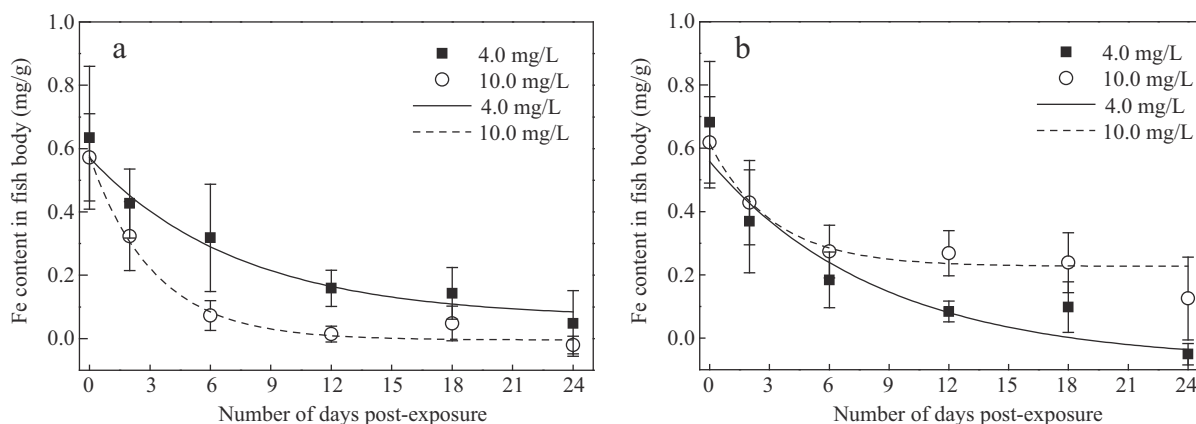 a
4.0 mg/L
10.0 mg/L
4.0 mg/L
10.0 mg/L
Fe content in fish body (mg/g)
1.0
0.8
0.6
0.4
0.2
0.0
0 3 6 9 12 15 18 21 24
Number of days post-exposure
b
4.0 mg/L
10.0 mg/L
4.0 mg/L
10.0 mg/L
Fe content in fish body (mg/g)
1.0
0.8
0.6
0.4
0.2
0.0
0 3 6 9 12 15 18 21 24
Number of days post-exposure